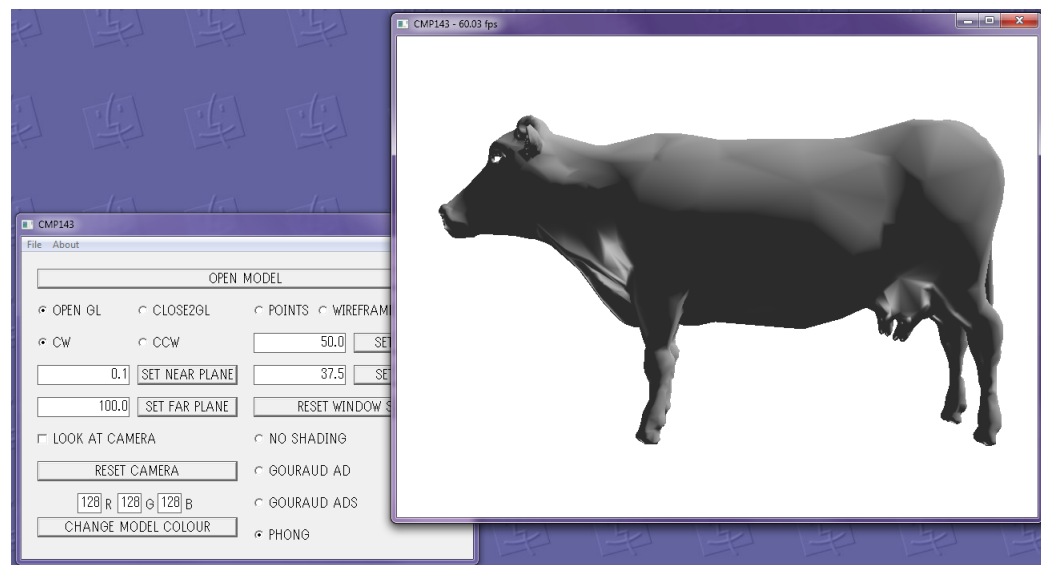 CMP143 - 60.03 fps
CMP143
File About
OPEN MODEL
OPEN GL CLOSE2GL POINTS WIREFRAM
CW CCW 50.0 SET
0.1 SET NEAR PLANE 37.5 SET
100.0 SET FAR PLANE RESET WINDOW S
LOOK AT CAMERA NO SHADING
RESET CAMERA GOURAUD AD
128 R 128 G 128 B GOURAUD ADS
CHANGE MODEL COLOUR PHONG